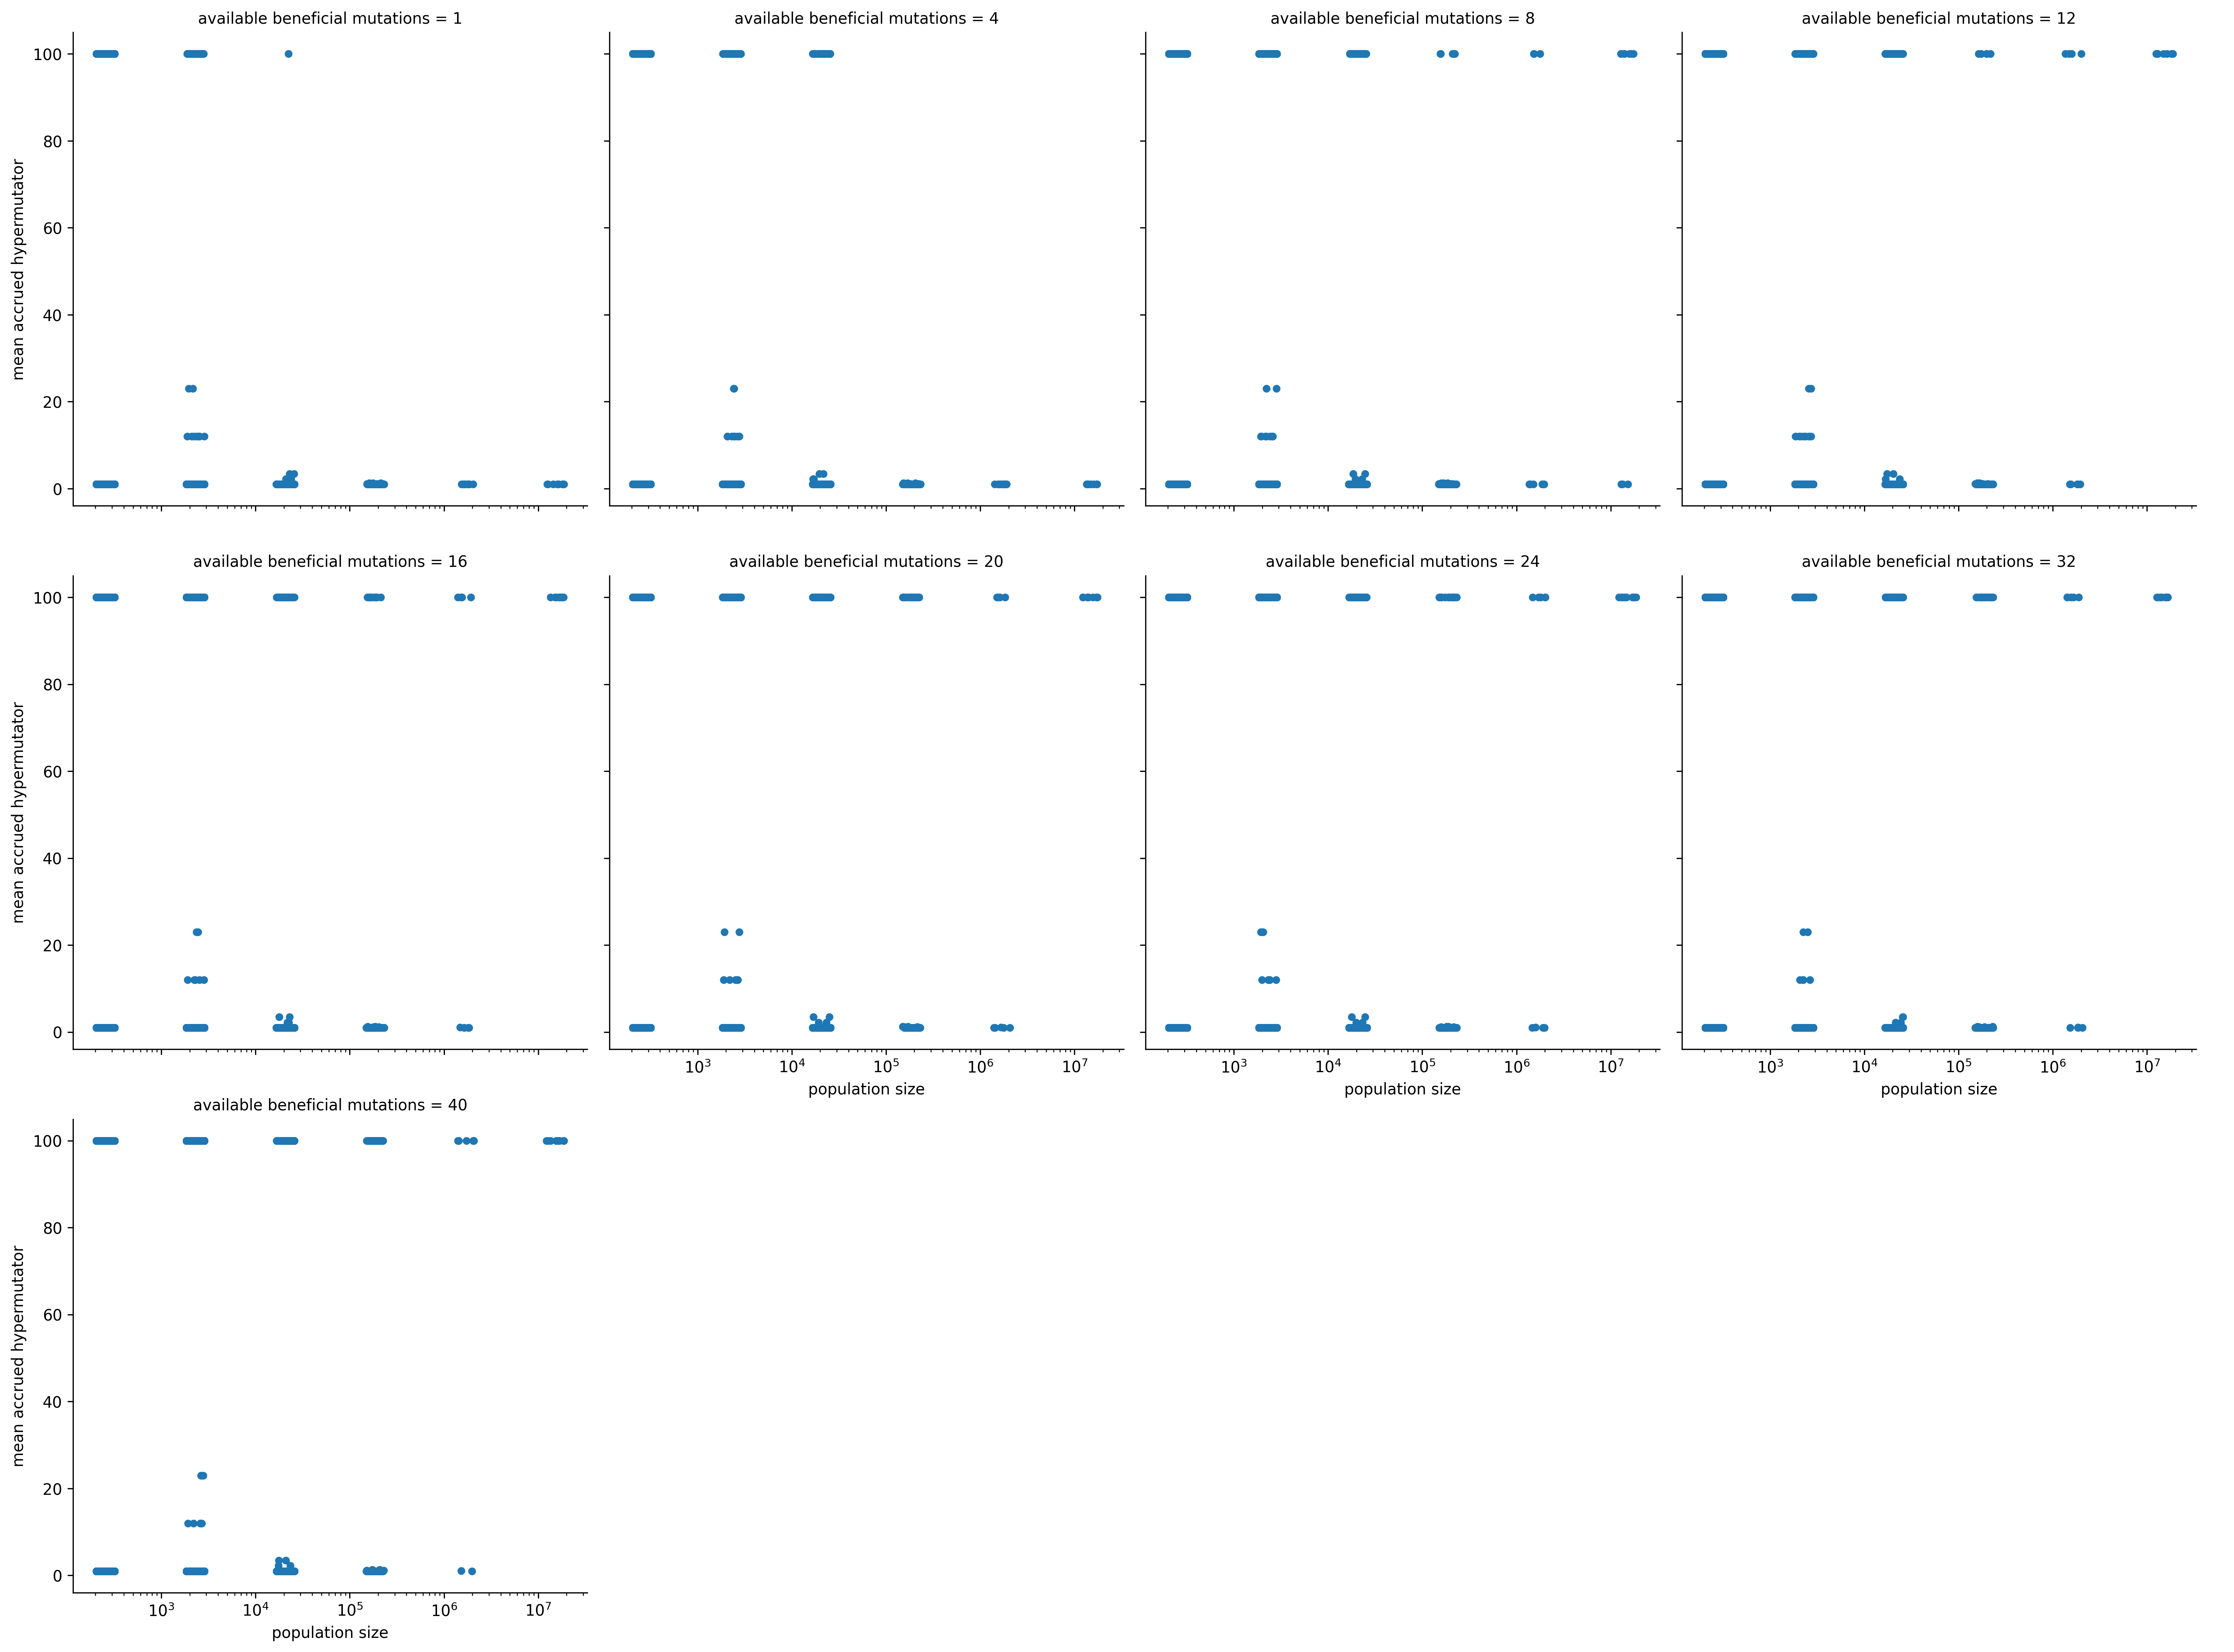 available beneficial mutations = 1
available beneficial mutations = 4
available beneficial mutations = 8
available beneficial mutations = 12
100
80
60
40
20
0
mean accrued hypermutator
available beneficial mutations = 16
available beneficial mutations = 20
available beneficial mutations = 24
available beneficial mutations = 32
100
80
60
40
20
0
mean accrued hypermutator
10³ 10⁴ 10⁵ 10⁶ 10⁷
population size
10³ 10⁴ 10⁵ 10⁶ 10⁷
population size
10³ 10⁴ 10⁵ 10⁶ 10⁷
population size
available beneficial mutations = 40
100
80
60
40
20
0
mean accrued hypermutator
10³ 10⁴ 10⁵ 10⁶ 10⁷
population size